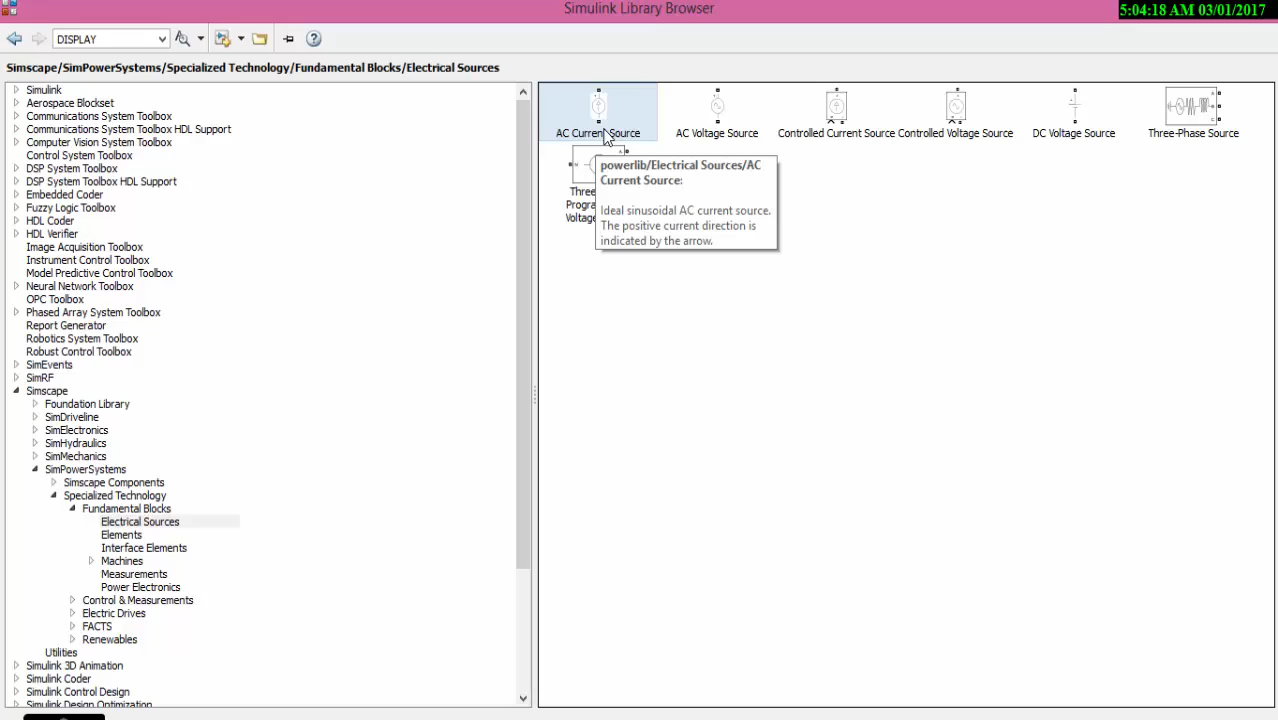 Simulink Library Browser
5:04:18 AM 03/01/2017
DISPLAY
Simscape/SimPowerSystems/Specialized Technology/Fundamental Blocks/Electrical Sources
Simulink
Aerospace Blockset
Communications System Toolbox
Communications System Toolbox HDL Support
Computer Vision System Toolbox
Control System Toolbox
DSP System Toolbox
DSP System Toolbox HDL Support
Embedded Coder
Fuzzy Logic Toolbox
HDL Coder
HDL Verifier
Image Acquisition Toolbox
Instrument Control Toolbox
Model Predictive Control Toolbox
Neural Network Toolbox
OPC Toolbox
Phased Array System Toolbox
Report Generator
Robotics System Toolbox
Robust Control Toolbox
SimEvents
SimRF
Simscape
Foundation Library
SimDriveline
SimElectronics
SimHydraulics
SimMechanics
SimPowerSystems
Simscape Components
Specialized Technology
Fundamental Blocks
Electrical Sources
Elements
Interface Elements
Machines
Measurements
Power Electronics
Control & Measurements
Electric Drives
FACTS
Renewables
Utilities
Simulink 3D Animation
Simulink Coder
Simulink Control Design
Simulink Design Optimization
AC Current Source
AC Voltage Source
Controlled Current Source
Controlled Voltage Source
DC Voltage Source
Three-Phase Source
Three
Progra
Voltage
powerlib/Electrical Sources/AC
Current Source:
Ideal sinusoidal AC current source.
The positive current direction is
indicated by the arrow.